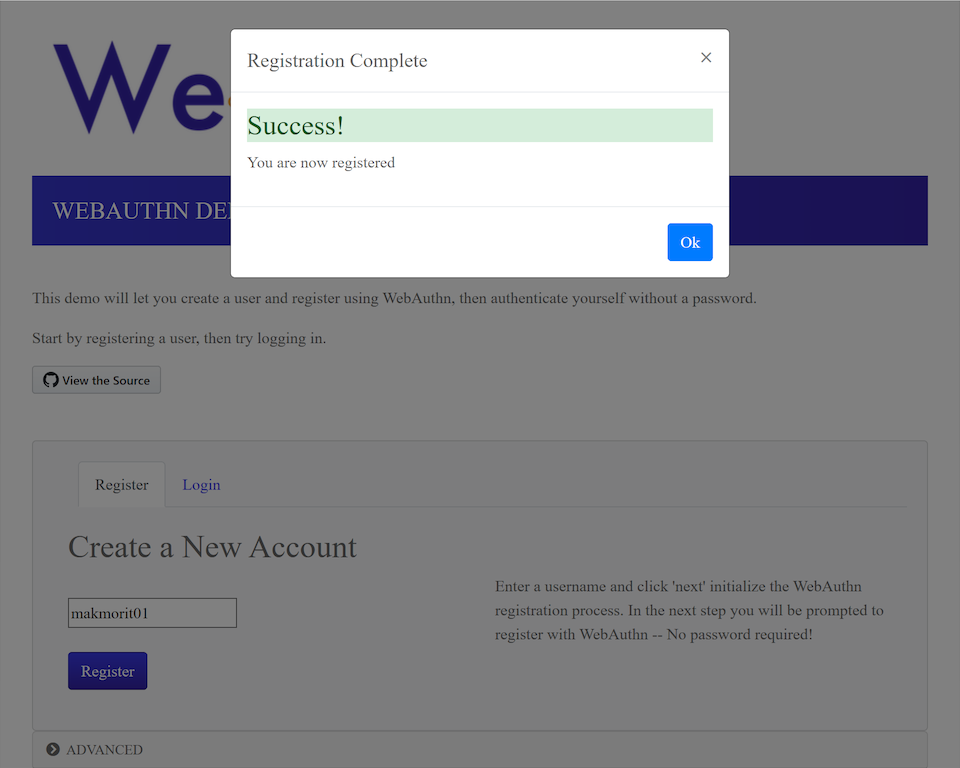 We
Registration Complete
×
Success!
You are now registered
Ok
WEBAUTHN
This demo will let you create a user and register using WebAuthn, then authenticate yourself without a password.
Start by registering a user, then try logging in.
View the Source
Register
Login
Create a New Account
makmorit01
Enter a username and click 'next' initialize the WebAuthn
registration process. In the next step you will be prompted to
register with WebAuthn -- No password required!
Register
ADVANCED